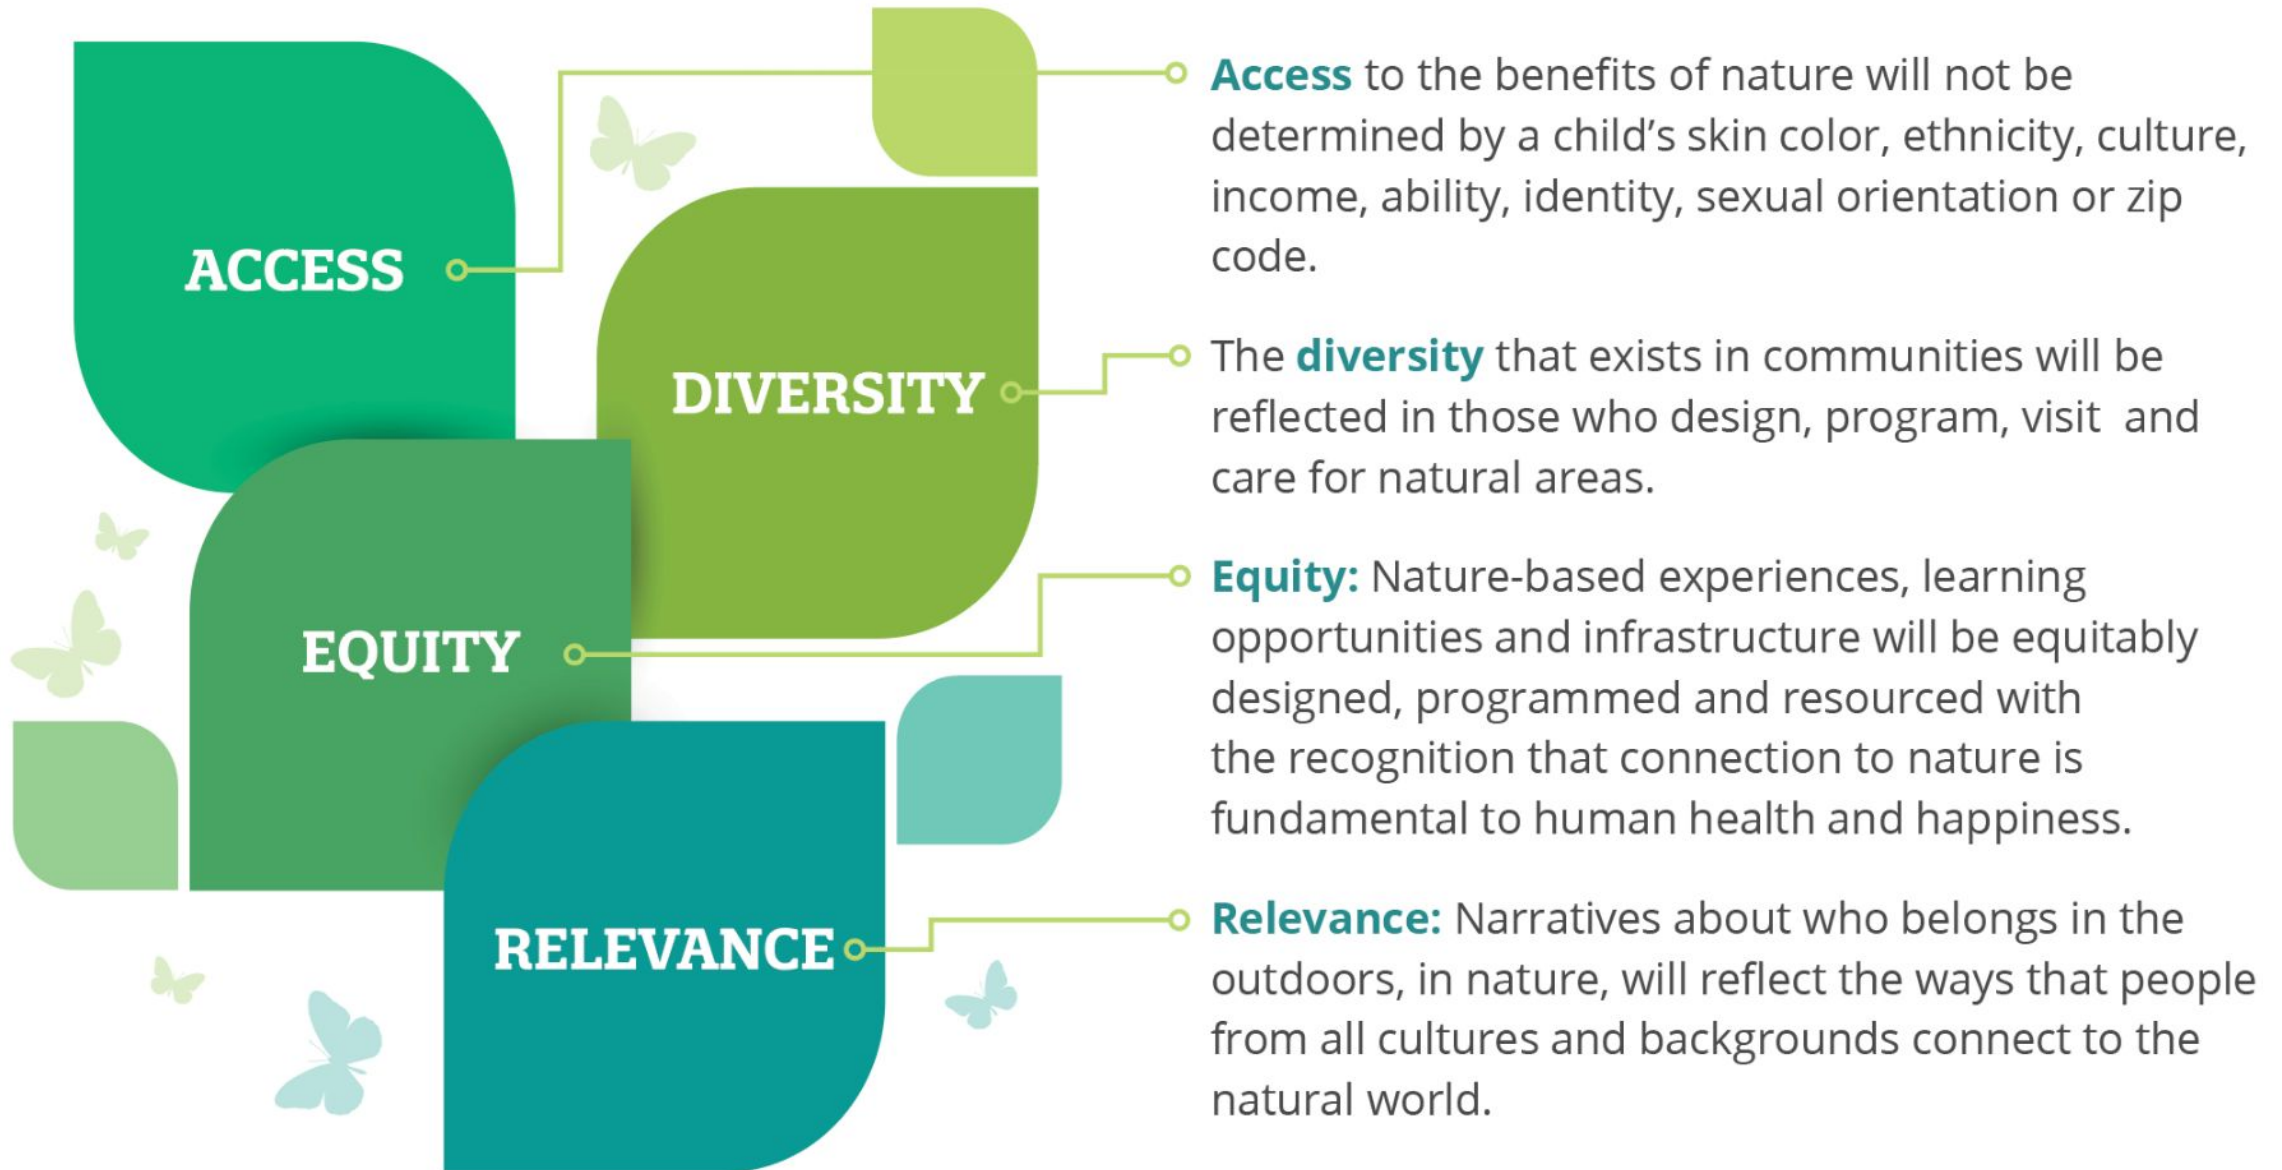 ACCESS
DIVERSITY
EQUITY
RELEVANCE
Access to the benefits of nature will not be
determined by a child’s skin color, ethnicity, culture,
income, ability, identity, sexual orientation or zip
code.
The diversity that exists in communities will be
reflected in those who design, program, visit  and
care for natural areas.
Equity: Nature-based experiences, learning
opportunities and infrastructure will be equitably
designed, programmed and resourced with
the recognition that connection to nature is
fundamental to human health and happiness.
Relevance: Narratives about who belongs in the
outdoors, in nature, will reflect the ways that people
from all cultures and backgrounds connect to the
natural world.